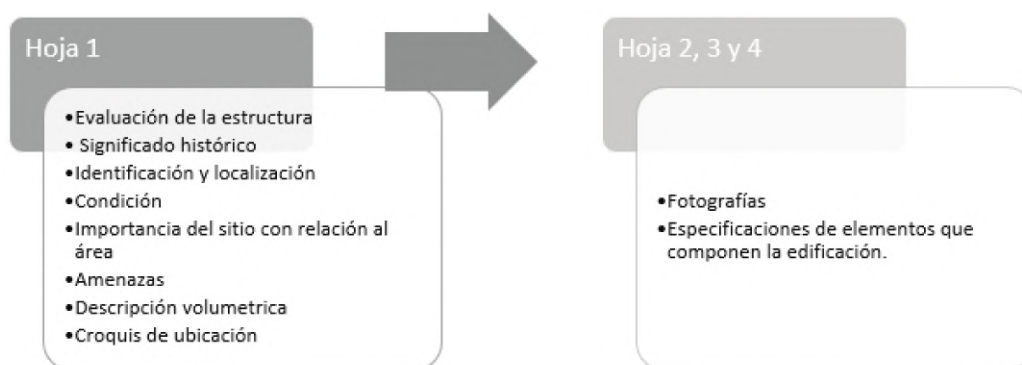 Hoja 1
•Evaluación de la estructura
• Significado histórico
•Identificación y localización
•Condición
•Importancia del sitio con relación al
área
•Amenazas
•Descripción volumetrica
•Croquis de ubicación
Hoja 2, 3 y 4
•Fotografías
•Especificaciones de elementos que
componen la edificación.